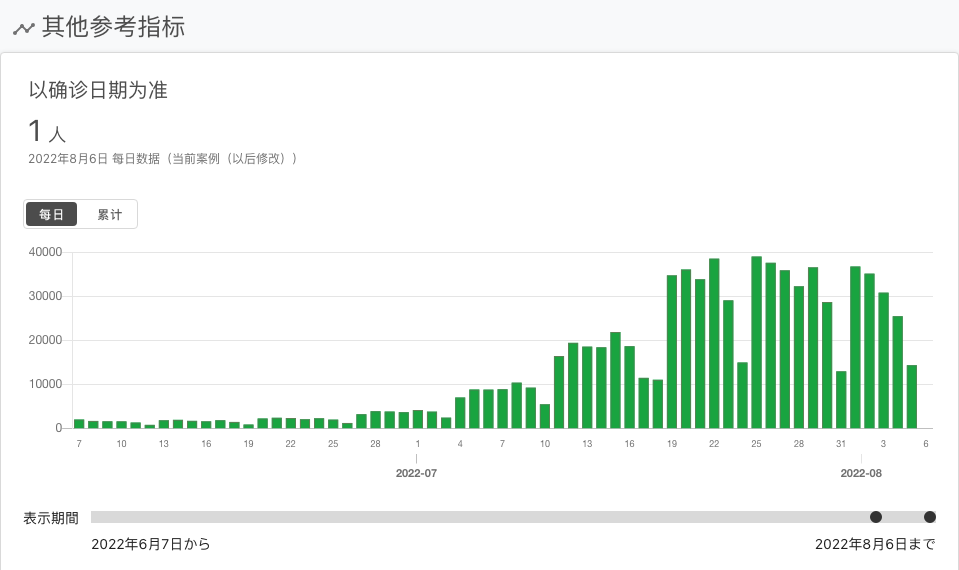 其他参考指标
以确诊日期为准
1 人
2022年8月6日 每日数据（当前案例（以后修改））
每日 累计
40000
30000
20000
10000
0
7 10 13 16 19 22 25 28 1 4 7 10 13 16 19 22 25 28 31 3 6
2022-07 2022-08
表示期間
2022年6月7日から 2022年8月6日まで